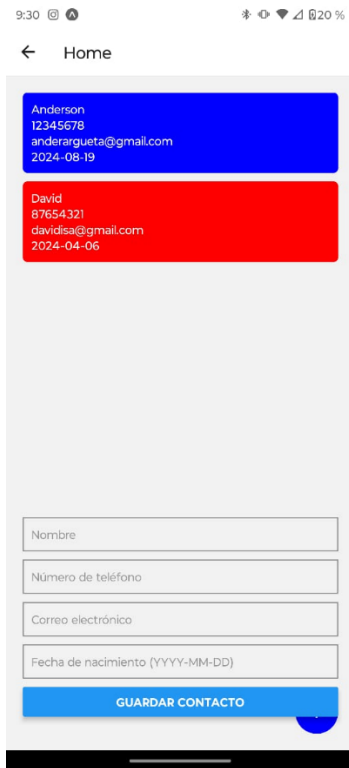 9:30 20 %
Home
Anderson
12345678
anderargueta@gmail.com
2024-08-19
David
87654321
davidisa@gmail.com
2024-04-06
Nombre
Número de teléfono
Correo electrónico
Fecha de nacimiento (YYYY-MM-DD)
GUARDAR CONTACTO